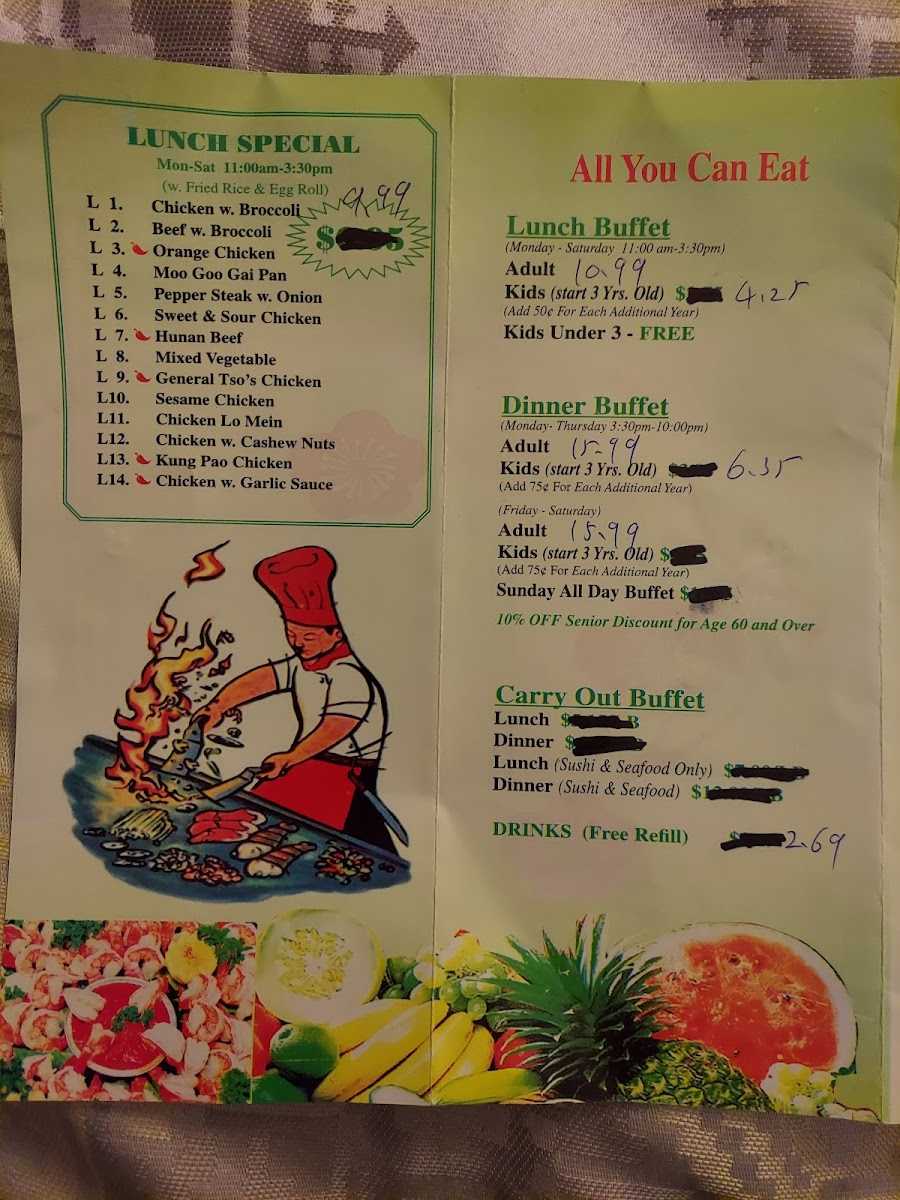 LUNCH SPECIAL
Mon-Sat 11:00am-3:30pm
(w. Fried Rice & Egg Roll)
9.99
$
L 1. Chicken w. Broccoli
L 2. Beef w. Broccoli
L 3. Orange Chicken
L 4. Moo Goo Gai Pan
L 5. Pepper Steak w. Onion
L 6. Sweet & Sour Chicken
L 7. Hunan Beef
L 8. Mixed Vegetable
L 9. General Tso's Chicken
L10. Sesame Chicken
L11. Chicken Lo Mein
L12. Chicken w. Cashew Nuts
L13. Kung Pao Chicken
L14. Chicken w. Garlic Sauce
All You Can Eat
Lunch Buffet
(Monday - Saturday 11:00 am-3:30pm)
Adult 10.99
Kids (start 3 Yrs. Old) $ 4.25
(Add 50¢ For Each Additional Year)
Kids Under 3 - FREE
Dinner Buffet
(Monday- Thursday 3:30pm-10:00pm)
Adult 15.99
Kids (start 3 Yrs. Old) 6.35
(Add 75¢ For Each Additional Year)
(Friday - Saturday)
Adult 15.99
Kids (start 3 Yrs. Old) $
(Add 75¢ For Each Additional Year)
Sunday All Day Buffet $
10% OFF Senior Discount for Age 60 and Over
Carry Out Buffet
Lunch $
Dinner $
Lunch (Sushi & Seafood Only) $
Dinner (Sushi & Seafood) $
DRINKS (Free Refill) $ 2.69